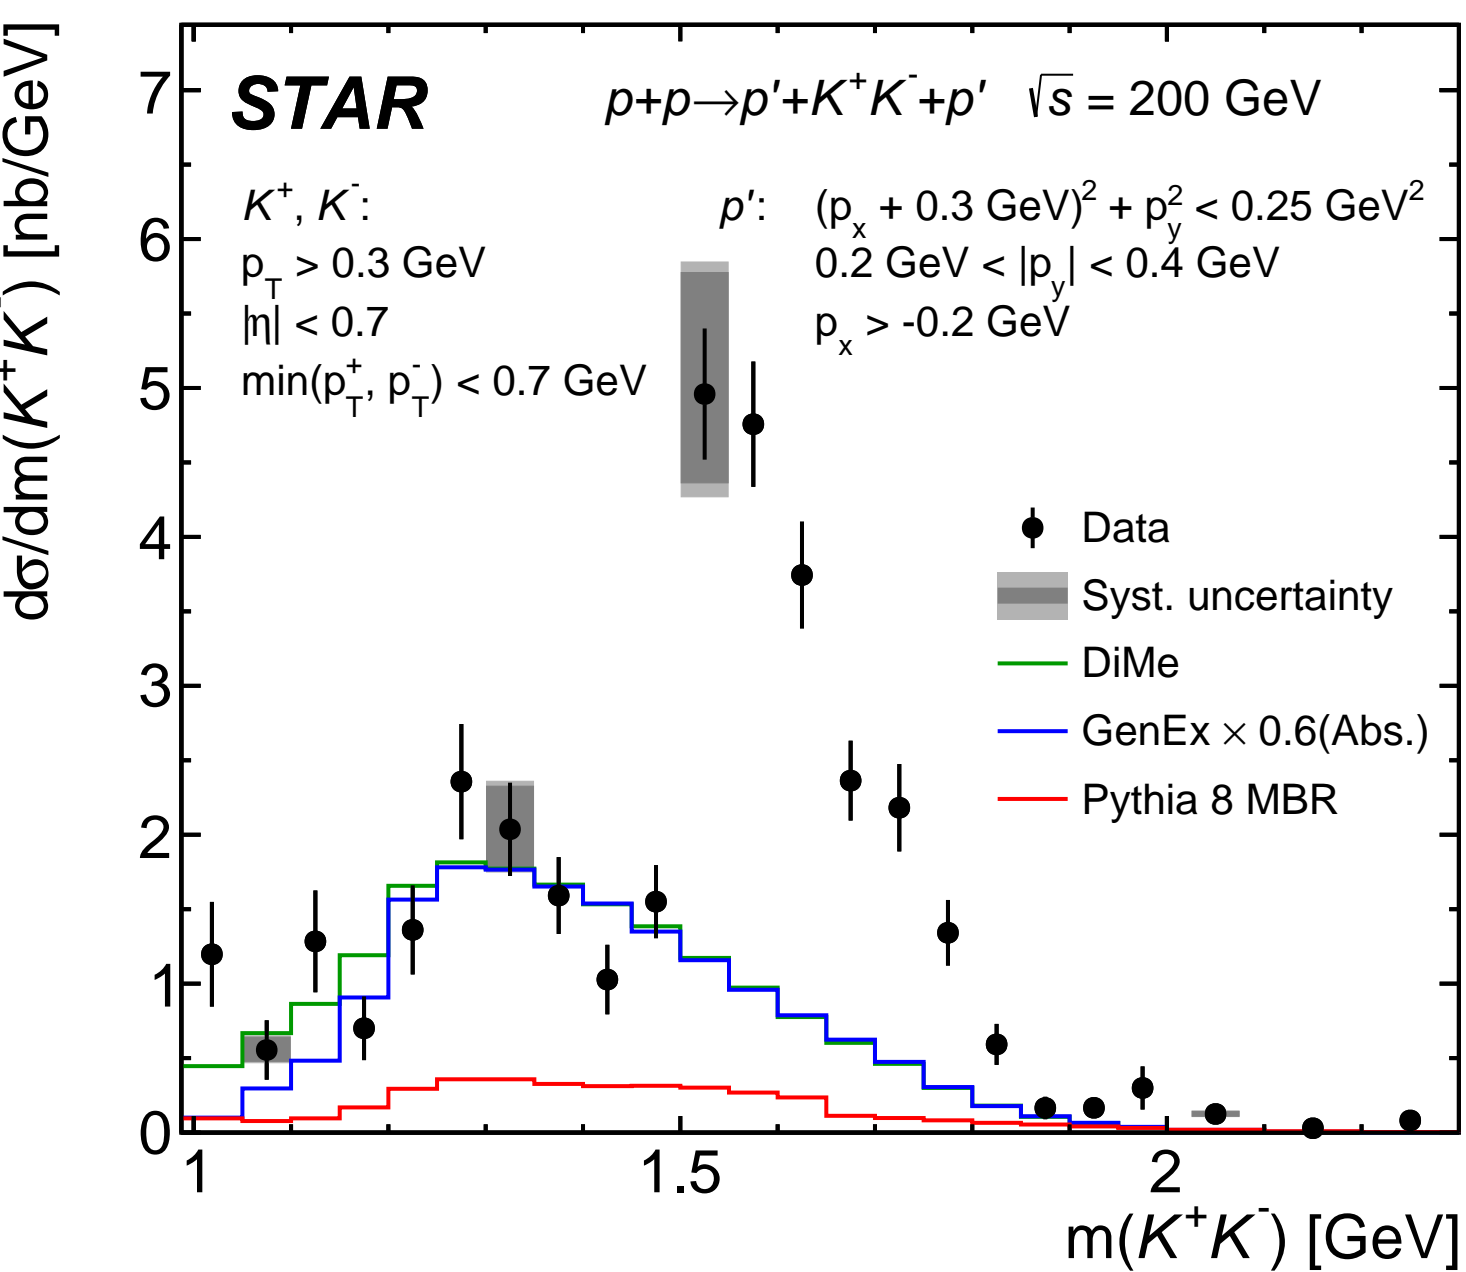 dσ/dm(K⁺K⁻) [nb/GeV]
7
6
5
4
3
2
1
0
STAR
p+p→p′+K⁺K⁻+p′ √s = 200 GeV
K⁺, K⁻:
p_T > 0.3 GeV
|η| < 0.7
min(p_T⁺, p_T⁻) < 0.7 GeV
p′: (p_x + 0.3 GeV)² + p_y² < 0.25 GeV²
0.2 GeV < |p_y| < 0.4 GeV
p_x > -0.2 GeV
Data
Syst. uncertainty
DiMe
GenEx × 0.6(Abs.)
Pythia 8 MBR
1 1.5 2
m(K⁺K⁻) [GeV]